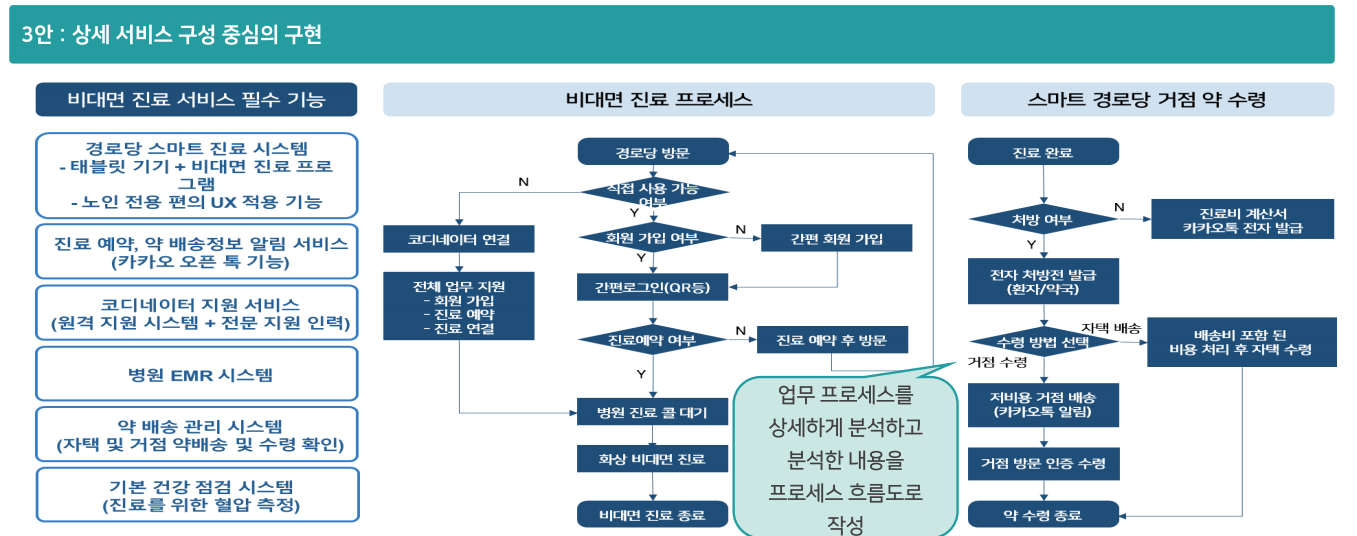 3안 : 상세 서비스 구성 중심의 구현
비대면 진료 서비스 필수 기능
경로당 스마트 진료 시스템
- 태블릿 기기 + 비대면 진료 프로
그램
- 노인 전용 편의 UX 적용 기능
진료 예약, 약 배송정보 알림 서비스
(카카오 오픈 톡 기능)
코디네이터 지원 서비스
(원격 지원 시스템 + 전문 지원 인력)
병원 EMR 시스템
약 배송 관리 시스템
(자택 및 거점 약배송 및 수령 확인)
기본 건강 점검 시스템
(진료를 위한 혈압 측정)
비대면 진료 프로세스
경로당 방문
직접 사용 가능
여부
N
Y
코디네이터 연결
회원 가입 여부
N
간편 회원 가입
Y
전체 업무 지원
- 회원 가입
- 진료 예약
- 진료 연결
간편로그인(QR등)
진료예약 여부
N
진료 예약 후 방문
Y
병원 진료 콜 대기
화상 비대면 진료
비대면 진료 종료
업무 프로세스를
상세하게 분석하고
분석한 내용을
프로세스 흐름도로
작성
스마트 경로당 거점 약 수령
진료 완료
처방 여부
N
진료비 계산서
카카오톡 전자 발급
Y
전자 처방전 발급
(환자/약국)
수령 방법 선택
자택 배송
배송비 포함 된
비용 처리 후 자택 수령
거점 수령
저비용 거점 배송
(카카오톡 알림)
거점 방문 인증 수령
약 수령 종료